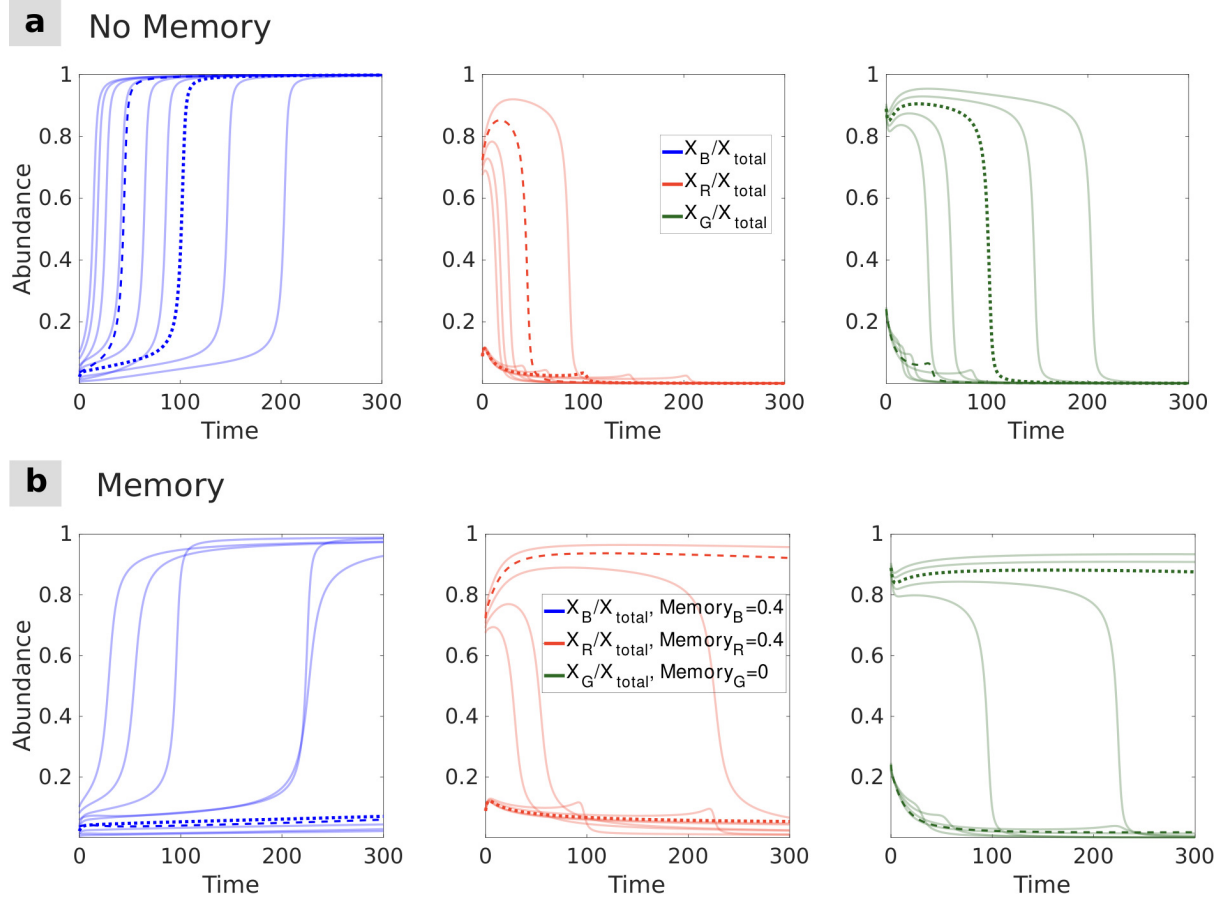 a No Memory
Abundance
1
0.8
0.6
0.4
0.2
0 100 200 300
Time
1
0.8
0.6
0.4
0.2
0 100 200 300
Time
X_B/X_total
X_R/X_total
X_G/X_total
1
0.8
0.6
0.4
0.2
0 100 200 300
Time
b Memory
Abundance
1
0.8
0.6
0.4
0.2
0 100 200 300
Time
1
0.8
0.6
0.4
0.2
0 100 200 300
Time
X_B/X_total, Memory_B=0.4
X_R/X_total, Memory_R=0.4
X_G/X_total, Memory_G=0
1
0.8
0.6
0.4
0.2
0 100 200 300
Time